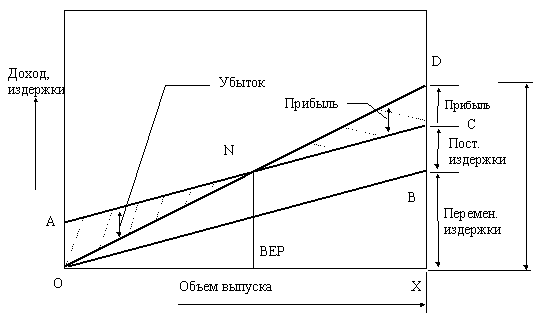 D
Доход,
издержки
Убыток
Прибыль
Прибыль
C
N
Пост.
издержки
B
A
Перемен.
издержки
BEP
O
Объем выпуска
X